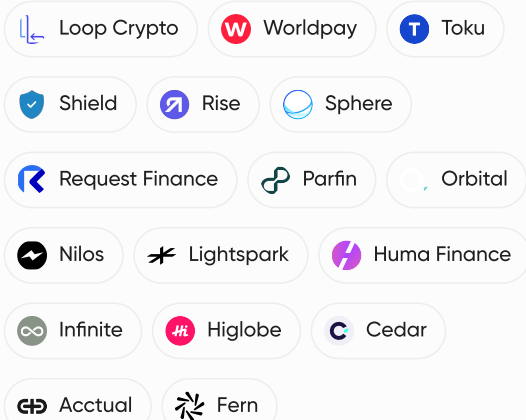 Loop Crypto Worldpay Toku
Shield Rise Sphere
Request Finance Parfin Orbital
Nilos Lightspark Huma Finance
Infinite Higlobe Cedar
Acctual Fern